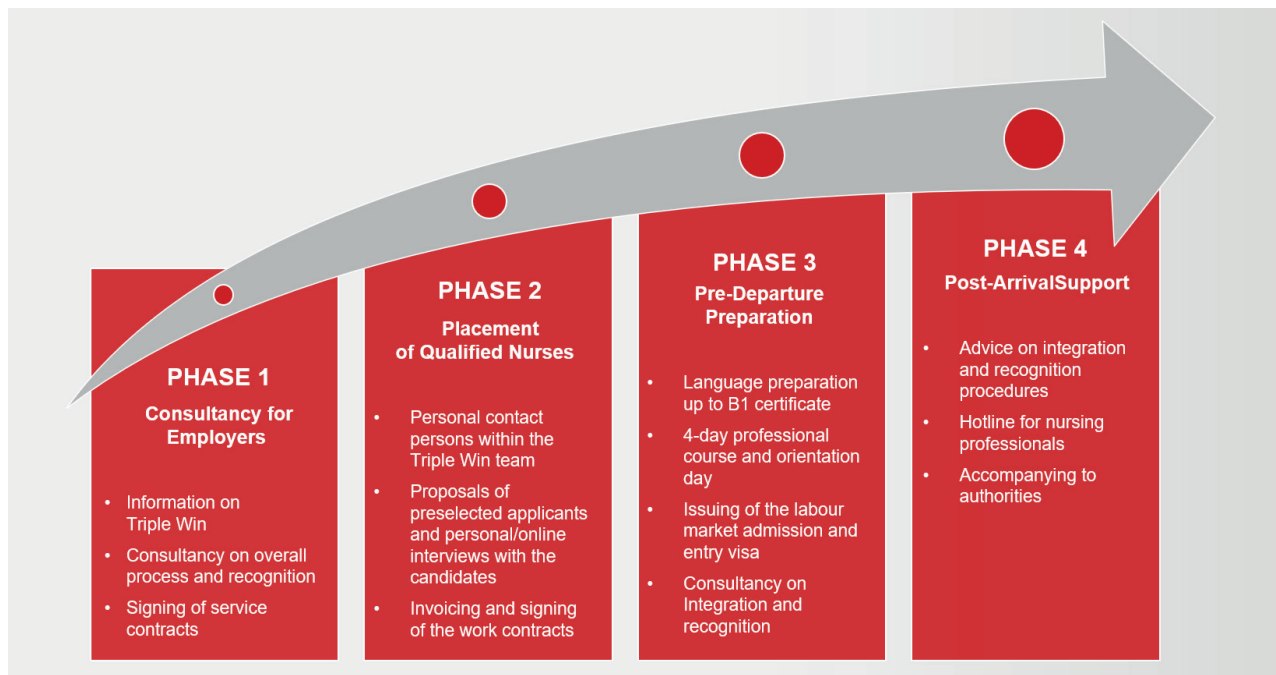 PHASE 1
Consultancy for
Employers
• Information on
Triple Win
• Consultancy on overall
process and recognition
• Signing of service
contracts
PHASE 2
Placement
of Qualified Nurses
• Personal contact
persons within the
Triple Win team
• Proposals of
preselected applicants
and personal/online
interviews with the
candidates
• Invoicing and signing
of the work contracts
PHASE 3
Pre-Departure
Preparation
• Language preparation
up to B1 certificate
• 4-day professional
course and orientation
day
• Issuing of the labour
market admission and
entry visa
• Consultancy on
Integration and
recognition
PHASE 4
Post-ArrivalSupport
• Advice on integration
and recognition
procedures
• Hotline for nursing
professionals
• Accompanying to
authorities